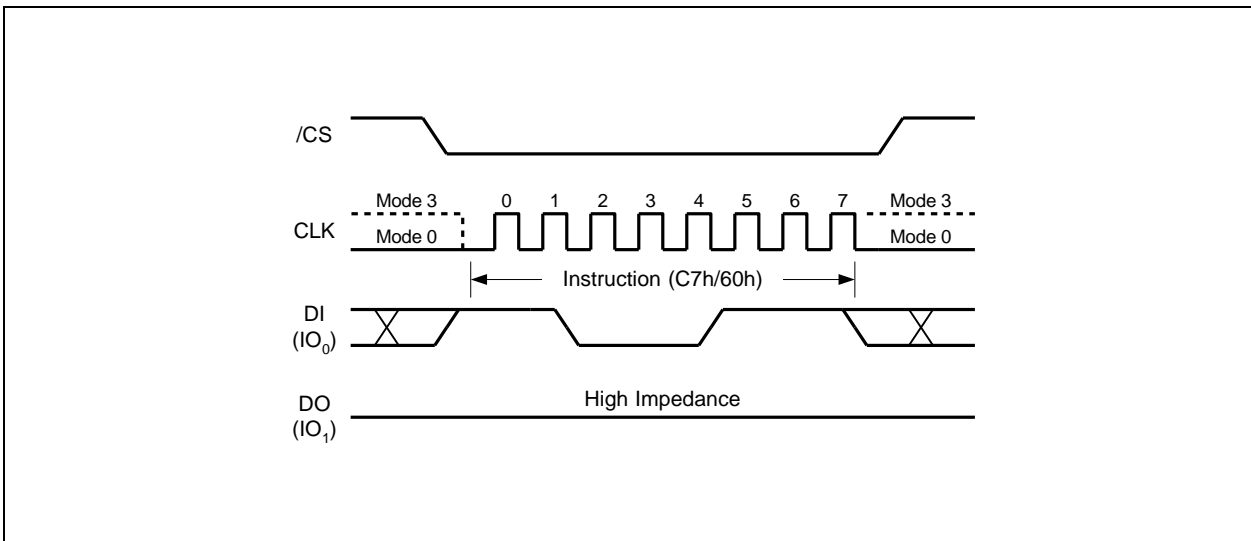 /CS
Mode 3 0 1 2 3 4 5 6 7 Mode 3
CLK
Mode 0 Mode 0
Instruction (C7h/60h)
DI
(IO0)
High Impedance
DO
(IO1)